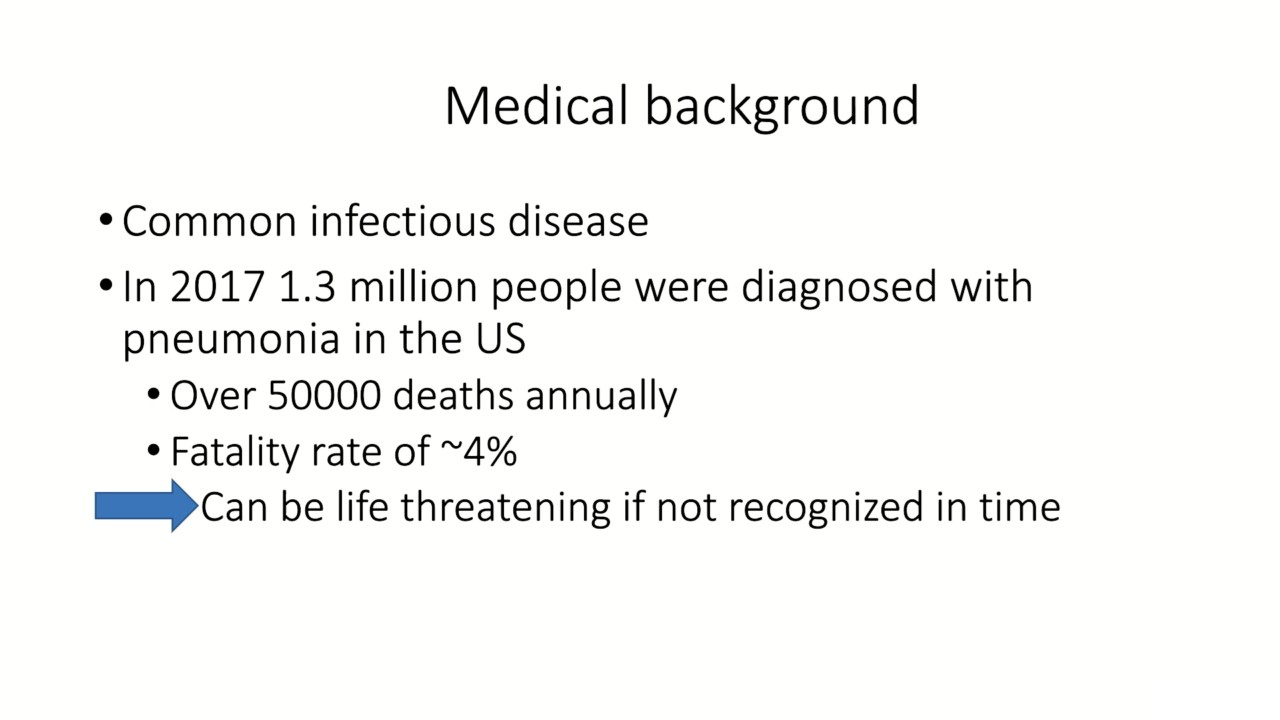 Medical background
• Common infectious disease
• In 2017 1.3 million people were diagnosed with
pneumonia in the US
• Over 50000 deaths annually
• Fatality rate of ~4%
Can be life threatening if not recognized in time